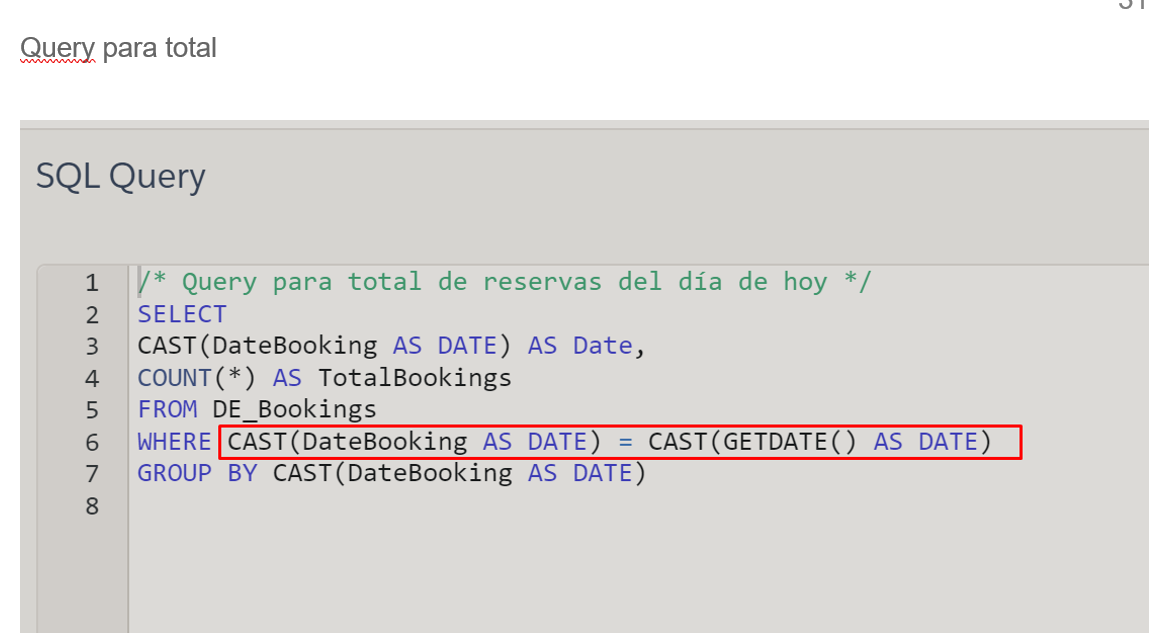 Query para total
SQL Query
1 /* Query para total de reservas del día de hoy */
2 SELECT
3 CAST(DateBooking AS DATE) AS Date,
4 COUNT(*) AS TotalBookings
5 FROM DE_Bookings
6 WHERE CAST(DateBooking AS DATE) = CAST(GETDATE() AS DATE)
7 GROUP BY CAST(DateBooking AS DATE)
8